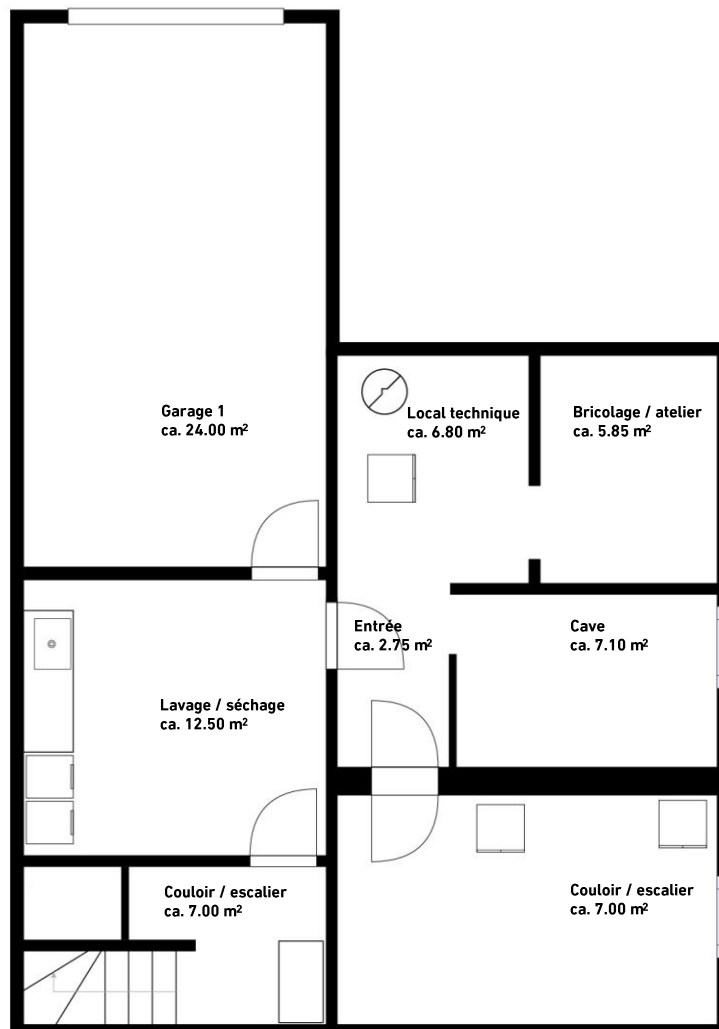 Garage 1
ca. 24.00 m²
Local technique
ca. 6.80 m²
Bricolage / atelier
ca. 5.85 m²
Entrée
ca. 2.75 m²
Cave
ca. 7.10 m²
Lavage / séchage
ca. 12.50 m²
Couloir / escalier
ca. 7.00 m²
Couloir / escalier
ca. 7.00 m²